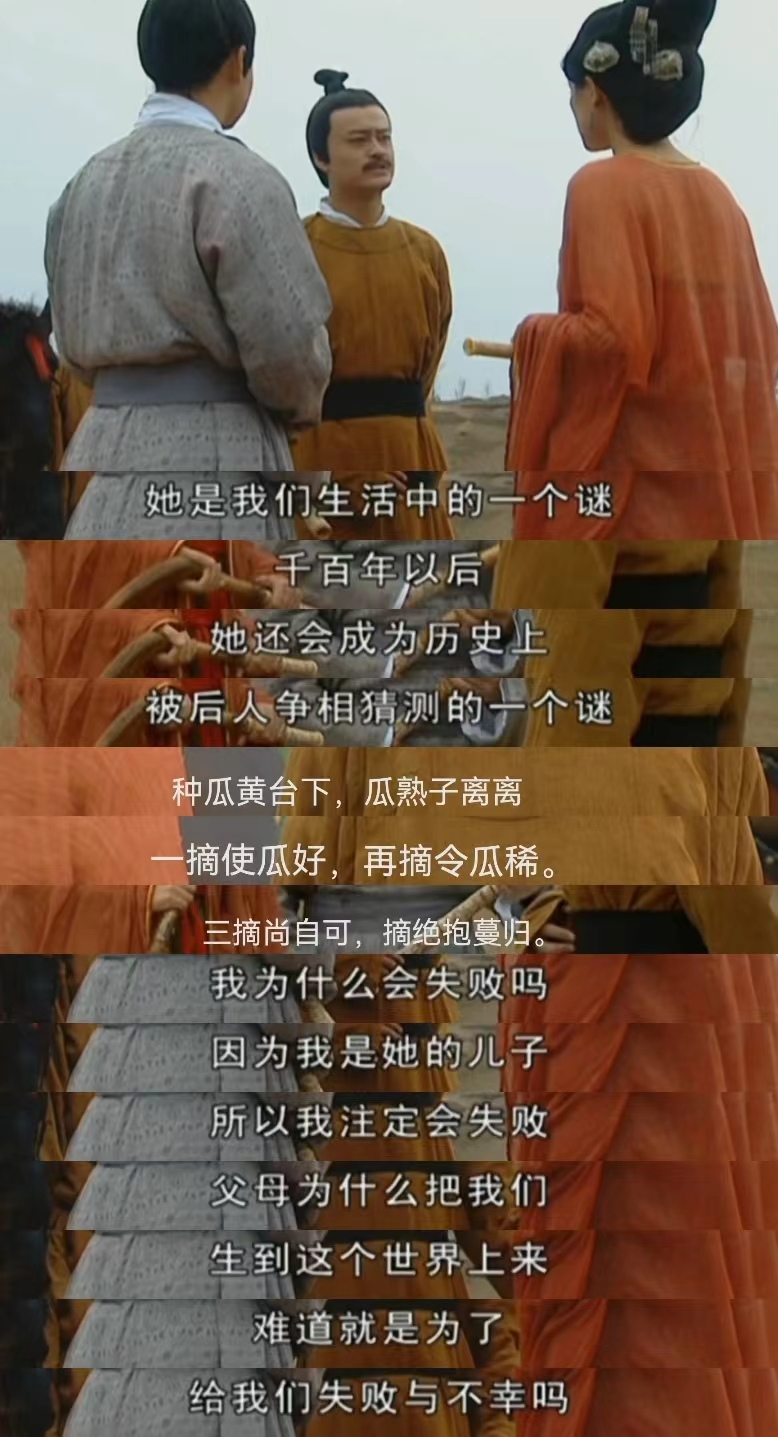 她是我们生活中的一个谜
千百年以后
她还会成为历史上
被后人争相猜测的一个谜
种瓜黄台下，瓜熟子离离
一摘使瓜好，再摘令瓜稀。
三摘尚自可，摘绝抱蔓归。
我为什么会失败吗
因为我是她的儿子
所以我注定会失败
父母为什么把我们
生到这个世界上来
难道就是为了
给我们失败与不幸吗